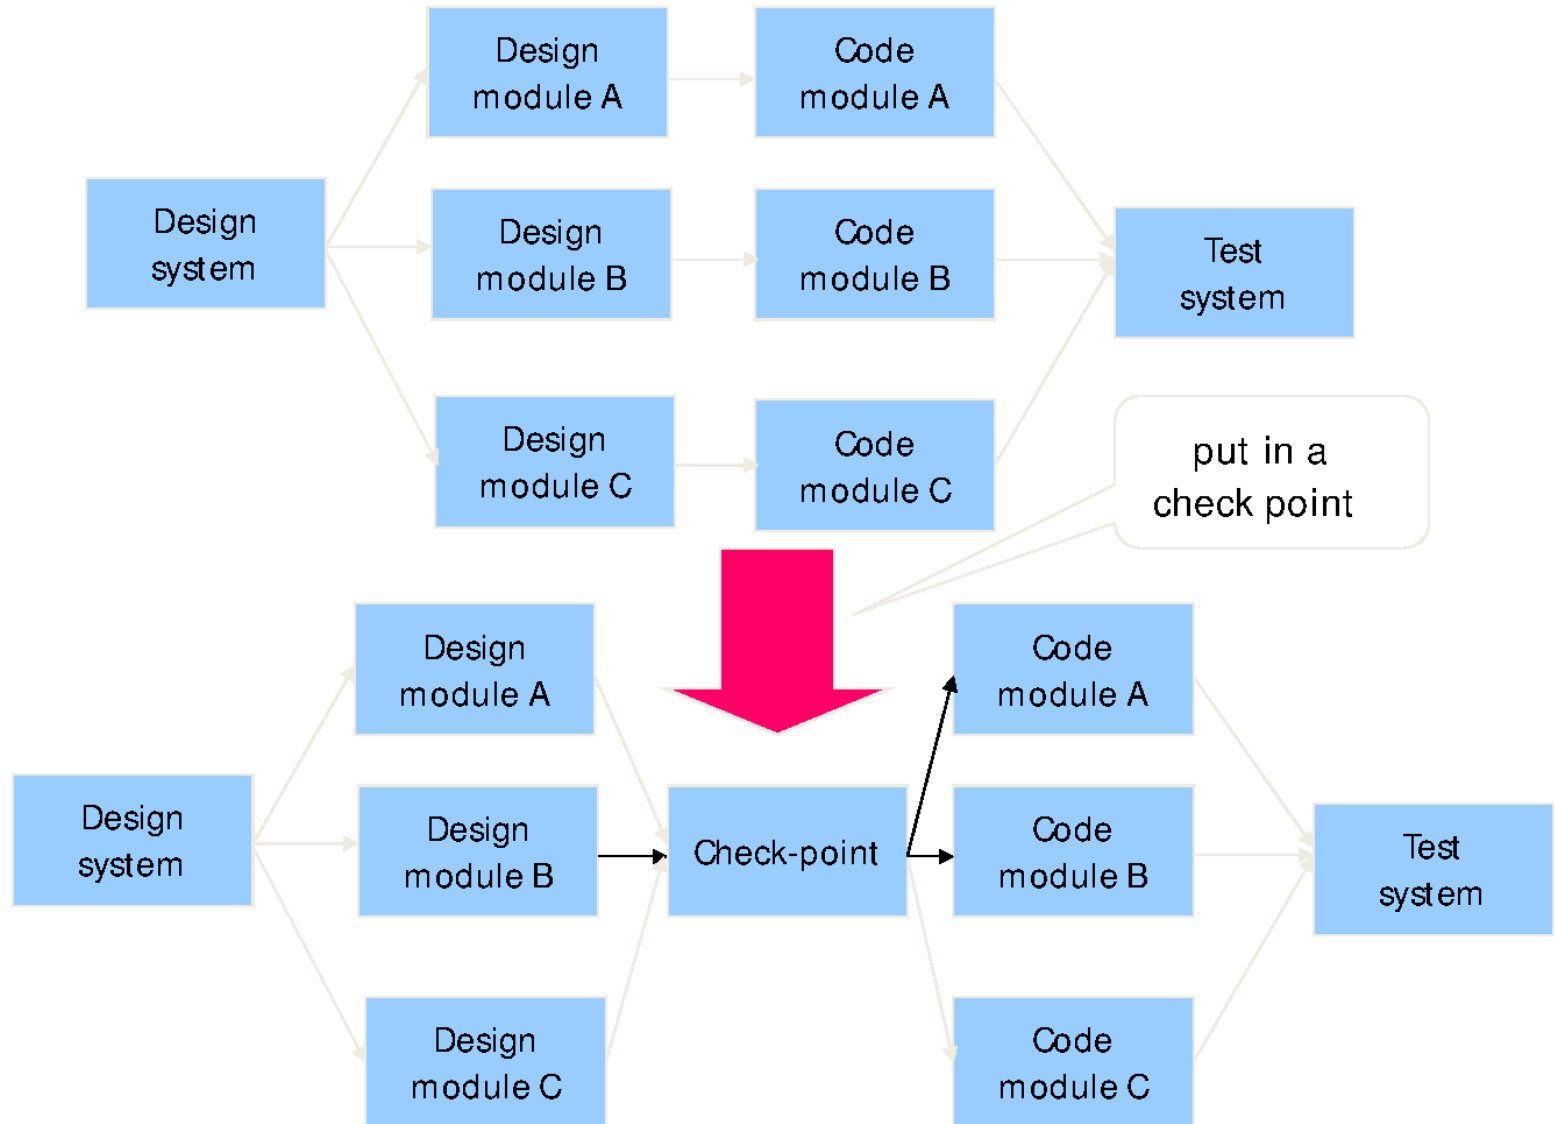 Design
module A
Code
module A
Design
system
Design
module B
Code
module B
Test
system
Design
module C
Code
module C
put in a
check point
Design
module A
Code
module A
Design
system
Design
module B
Check-point
Code
module B
Test
system
Design
module C
Code
module C